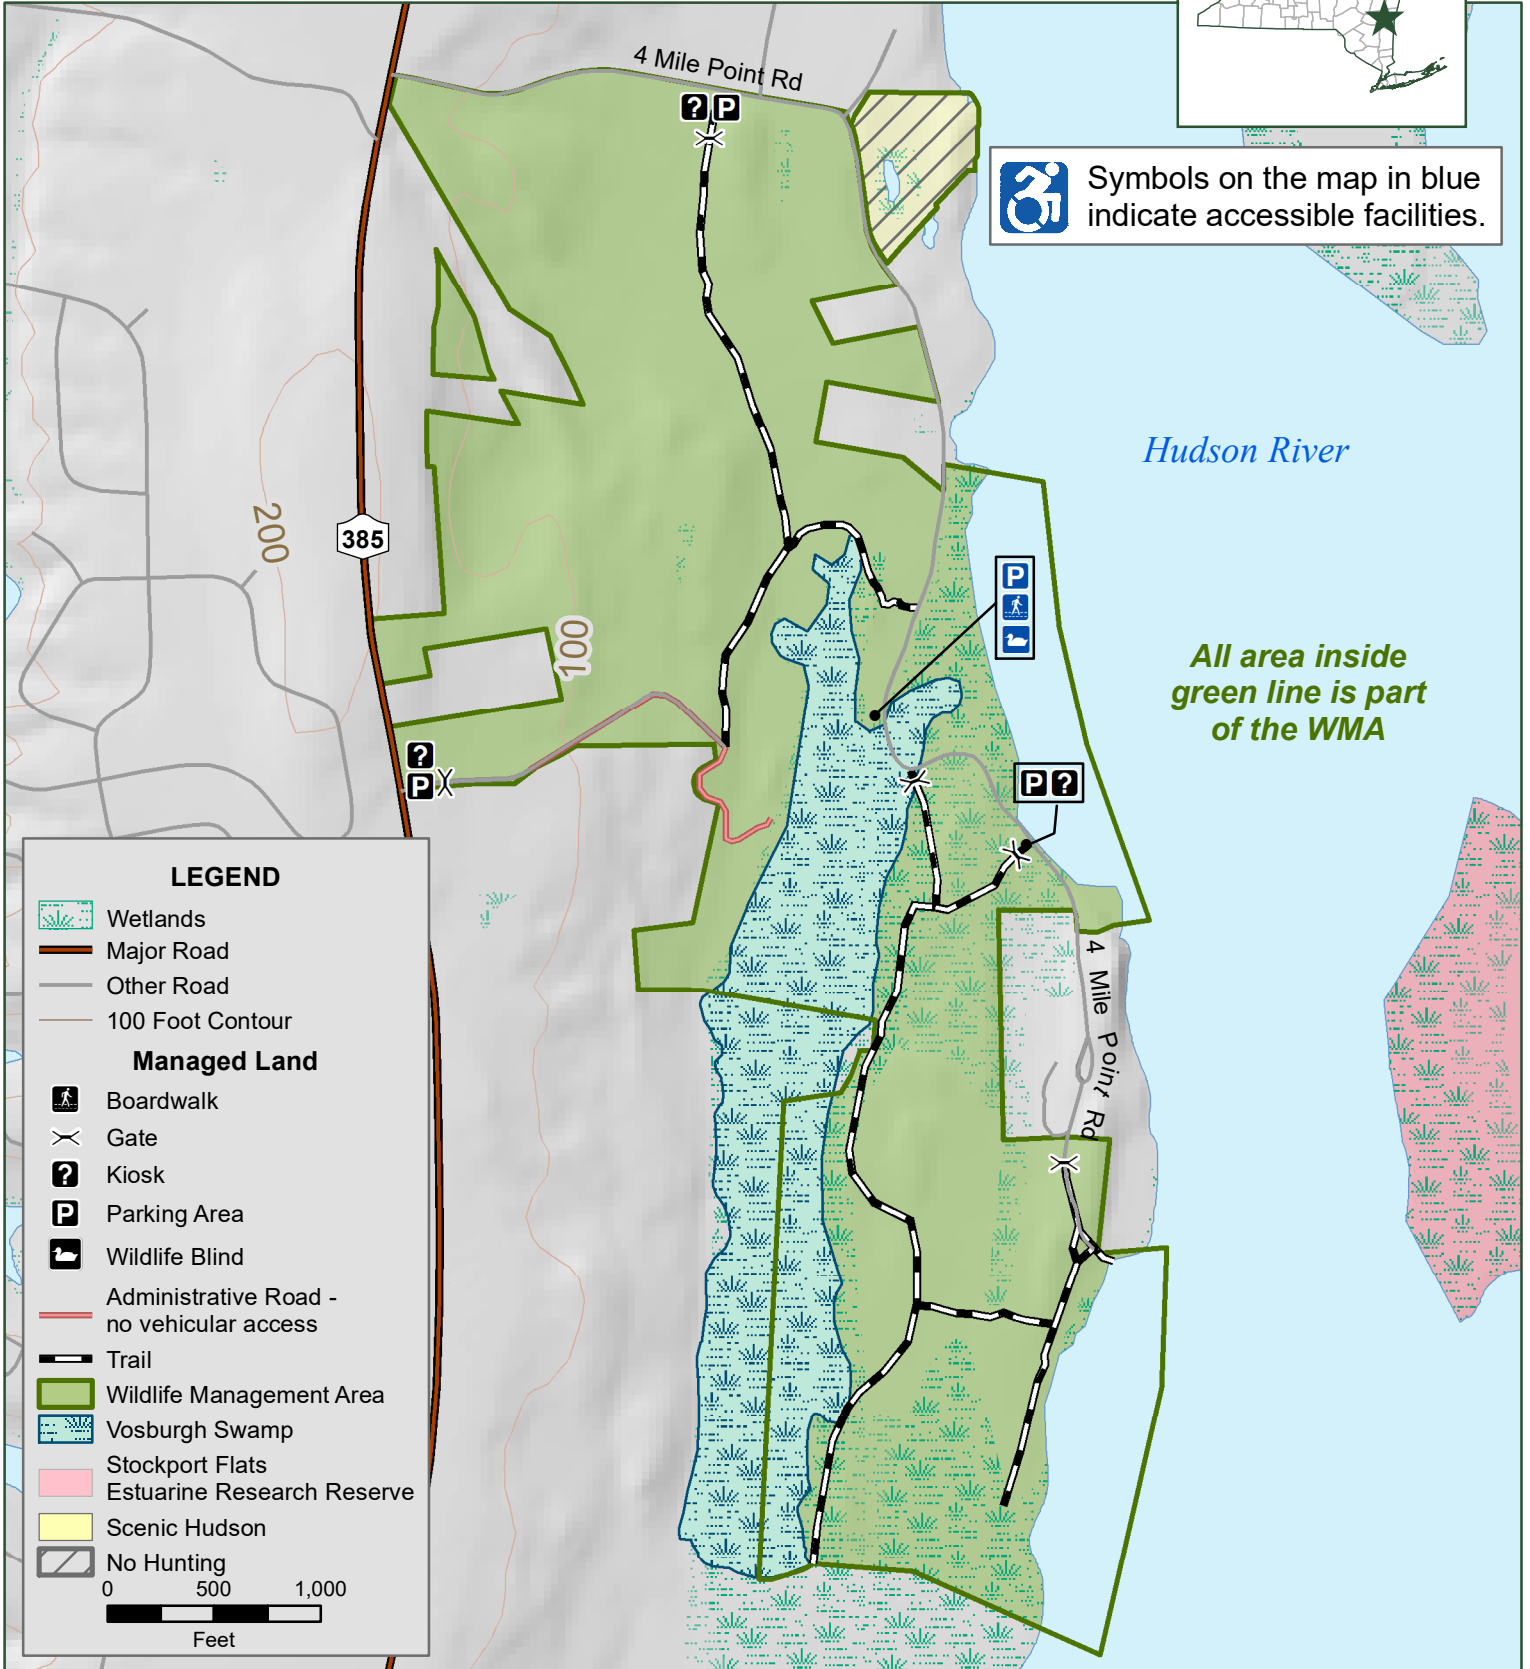 4 Mile Point Rd
? P
Symbols on the map in blue
indicate accessible facilities.
Hudson River
200
385
P
100
All area inside
green line is part
of the WMA
?
P
P ?
4 Mile Point Rd
LEGEND
Wetlands
Major Road
Other Road
100 Foot Contour
Managed Land
Boardwalk
Gate
? Kiosk
P Parking Area
Wildlife Blind
Administrative Road -
no vehicular access
Trail
Wildlife Management Area
Vosburgh Swamp
Stockport Flats
Estuarine Research Reserve
Scenic Hudson
No Hunting
0 500 1,000
Feet